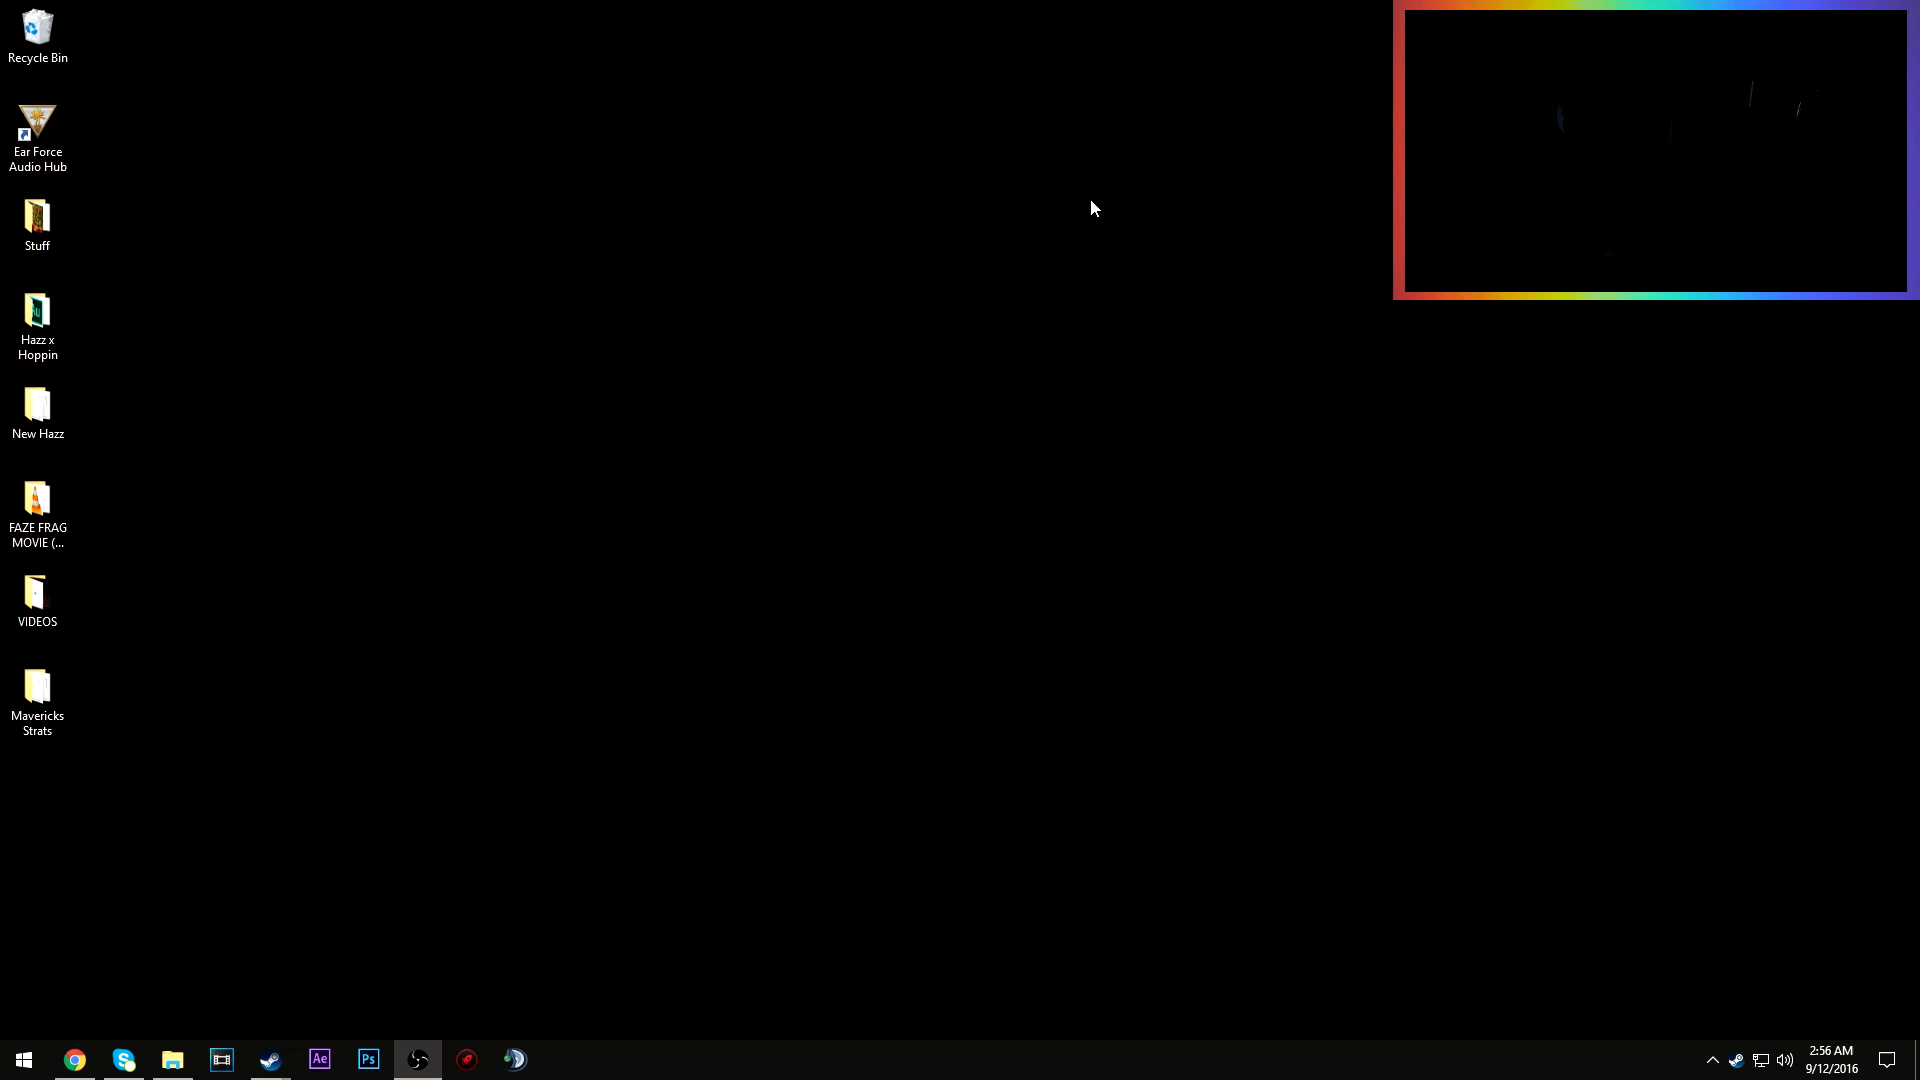 Recycle Bin
Ear Force
Audio Hub
Stuff
Au
Hazz x
Hoppin
New Hazz
FAZE FRAG
MOVIE (...
VIDEOS
Mavericks
Strats
Ae
Ps
2:56 AM
9/12/2016